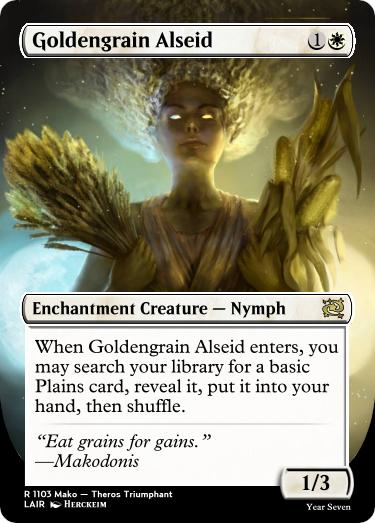 Goldengrain Alseid 1
Enchantment Creature — Nymph
When Goldengrain Alseid enters, you
may search your library for a basic
Plains card, reveal it, put it into your
hand, then shuffle.
“Eat grains for gains.”
—Makodonis
1/3
R 1103 Mako — Theros Triumphant
LAIR Herckeim
Year Seven